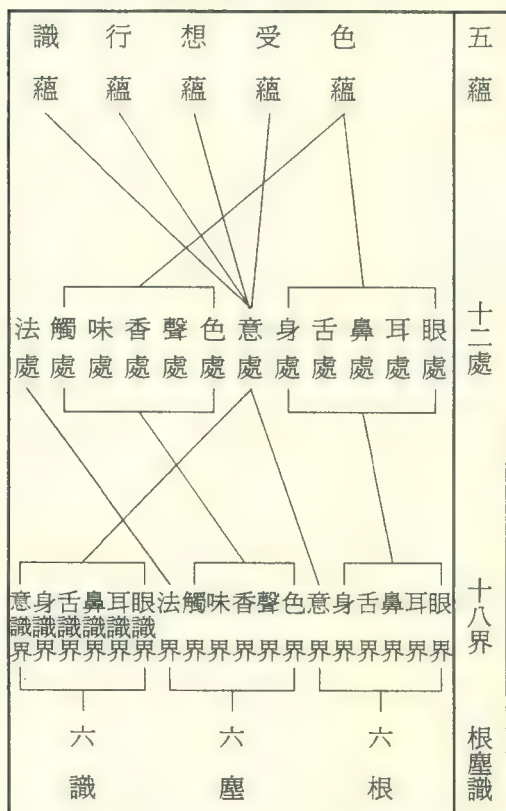 五蘊
色蘊
受蘊
想蘊
行蘊
識蘊
十二處
眼處
耳處
鼻處
舌處
身處
意處
色處
聲處
香處
味處
觸處
法處
十八界
眼界
耳界
鼻界
舌界
身界
意界
色界
聲界
香界
味界
觸界
法界
眼識界
耳識界
鼻識界
舌識界
身識界
意識界
根塵識
六根
六塵
六識